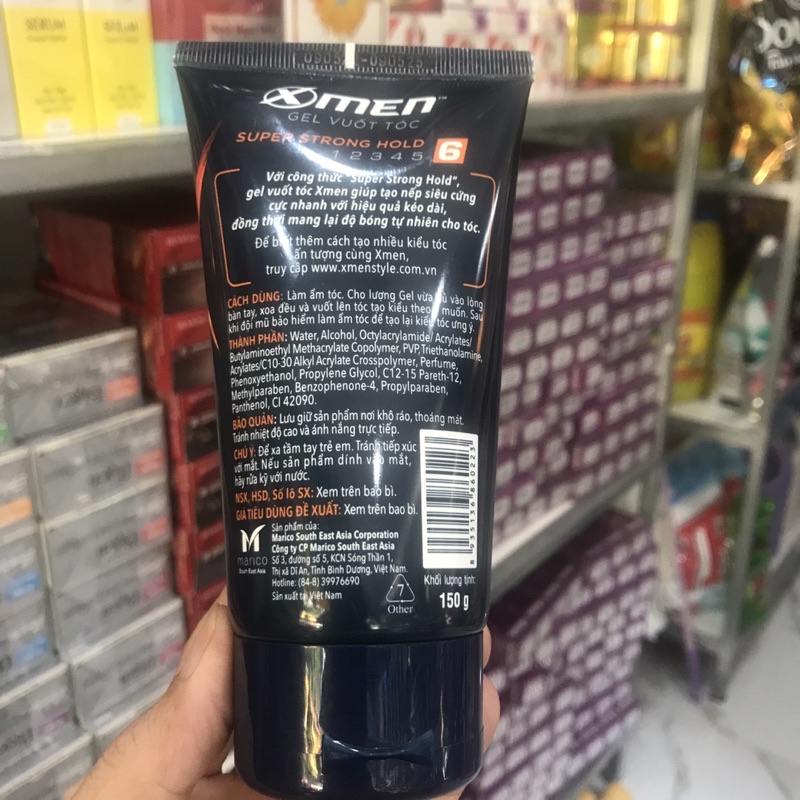 SERUM
SERUM
-090525
XMEN™
GEL VUỐT TÓC
SUPER STRONG HOLD
1 2 3 4 5 6
Với công thức "Super Strong Hold",
gel vuốt tóc Xmen giúp tạo nếp siêu cứng
cực nhanh với hiệu quả kéo dài,
đồng thời mang lại độ bóng tự nhiên cho tóc.
Để biết thêm cách tạo nhiều kiểu tóc
ấn tượng cùng Xmen,
truy cập www.xmenstyle.com.vn
CÁCH DÙNG: Làm ẩm tóc. Cho lượng Gel vừa đủ vào lòng
bàn tay, xoa đều và vuốt lên tóc tạo kiểu theo ý muốn. Sau
khi đội mũ bảo hiểm làm ẩm tóc để tạo lại kiểu tóc ưng ý.
THÀNH PHẦN: Water, Alcohol, Octylacrylamide/ Acrylates/
Butylaminoethyl Methacrylate Copolymer, PVP, Triethanolamine,
Acrylates/C10-30 Alkyl Acrylate Crosspolymer, Perfume,
Phenoxyethanol, Propylene Glycol, C12-15 Pareth-12,
Methylparaben, Benzophenone-4, Propylparaben,
Panthenol, CI 42090.
BẢO QUẢN: Lưu giữ sản phẩm nơi khô ráo, thoáng mát.
Tránh nhiệt độ cao và ánh nắng trực tiếp.
CHÚ Ý: Để xa tầm tay trẻ em. Tránh tiếp xúc
với mắt. Nếu sản phẩm dính vào mắt,
hãy rửa kỹ với nước.
NSX, HSD, Số lô SX: Xem trên bao bì.
GIÁ TIÊU DÙNG ĐỀ XUẤT: Xem trên bao bì.
marico
South East Asia
Sản phẩm của:
Marico South East Asia Corporation
Công ty CP Marico South East Asia
Số 3, đường số 5, KCN Sóng Thần 1,
Thị xã Dĩ An, Tỉnh Bình Dương, Việt Nam.
Hotline: (84-8) 39976690
Sản xuất tại Việt Nam
7
Other
Khối lượng tịnh:
150 g
8 935136 860223